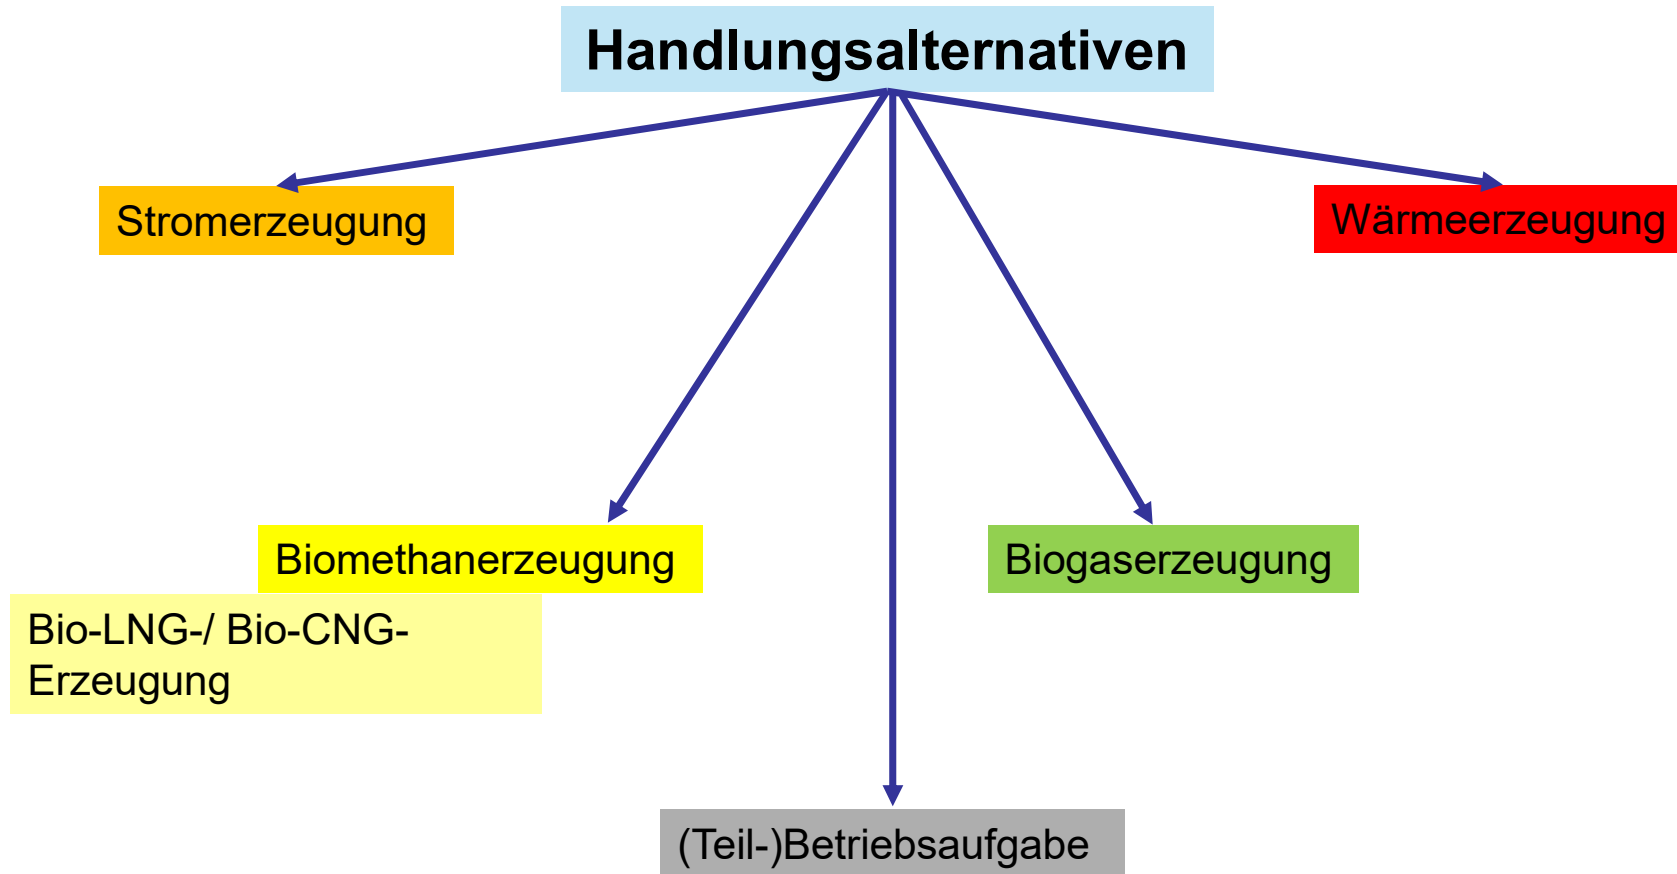 Handlungsalternativen
Stromerzeugung
Wärmeerzeugung
Biomethanerzeugung
Biogaserzeugung
Bio-LNG-/ Bio-CNG-
Erzeugung
(Teil-)Betriebsaufgabe